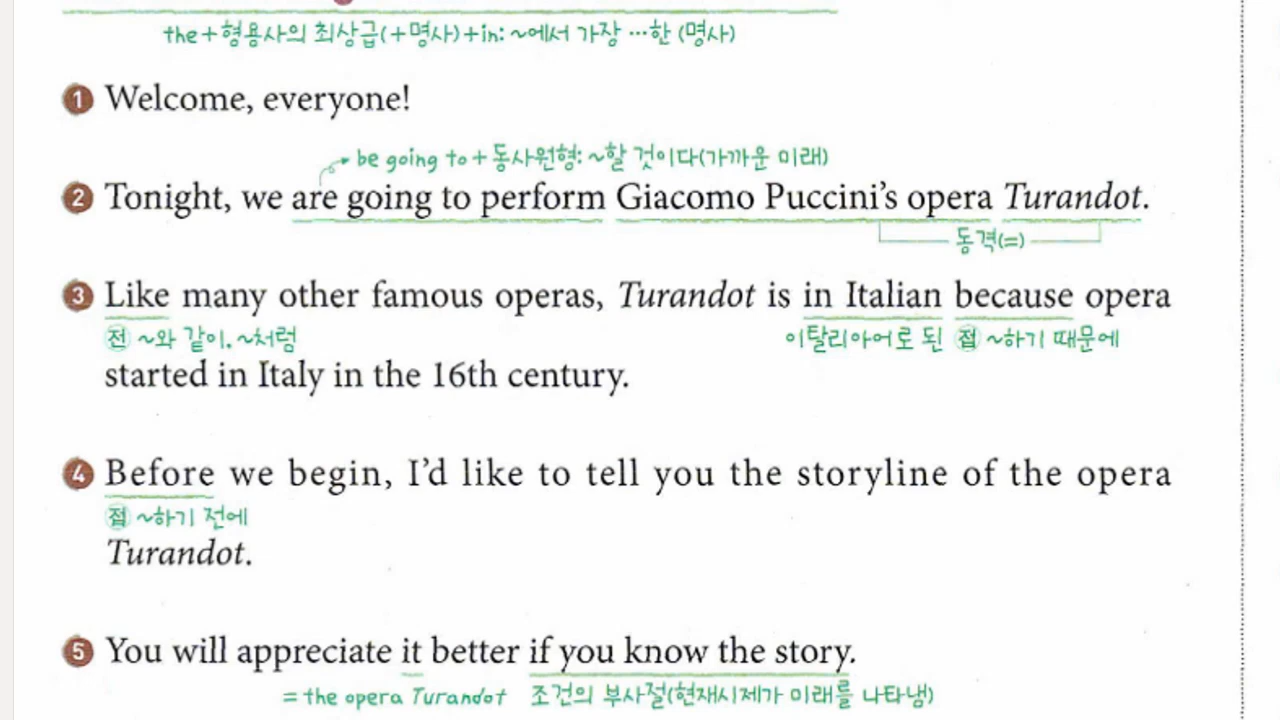 the+형용사의 최상급(+명사)+in: ~에서 가장 …한 (명사)
1 Welcome, everyone!
be going to+동사원형: ~할 것이다(가까운 미래)
2 Tonight, we are going to perform Giacomo Puccini's opera Turandot.
동격(=)
3 Like many other famous operas, Turandot is in Italian because opera
전 ~와 같이, ~처럼 이탈리아어로 된 접 ~하기 때문에
started in Italy in the 16th century.
4 Before we begin, I'd like to tell you the storyline of the opera
접 ~하기 전에
Turandot.
5 You will appreciate it better if you know the story.
= the opera Turandot 조건의 부사절(현재시제가 미래를 나타냄)